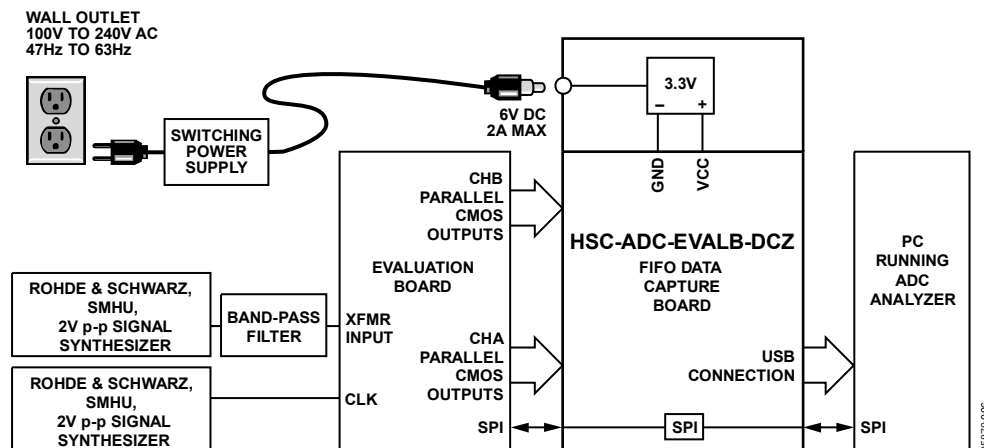 WALL OUTLET
100V TO 240V AC
47Hz TO 63Hz
SWITCHING
POWER
SUPPLY
6V DC
2A MAX
3.3V
– +
GND
VCC
CHB
PARALLEL
CMOS
OUTPUTS
HSC-ADC-EVALB-DCZ
FIFO DATA
CAPTURE
BOARD
PC
RUNNING
ADC
ANALYZER
EVALUATION
BOARD
ROHDE & SCHWARZ,
SMHU,
2V p-p SIGNAL
SYNTHESIZER
BAND-PASS
FILTER
XFMR
INPUT
CHA
PARALLEL
CMOS
OUTPUTS
USB
CONNECTION
ROHDE & SCHWARZ,
SMHU,
2V p-p SIGNAL
SYNTHESIZER
CLK
SPI
SPI
SPI